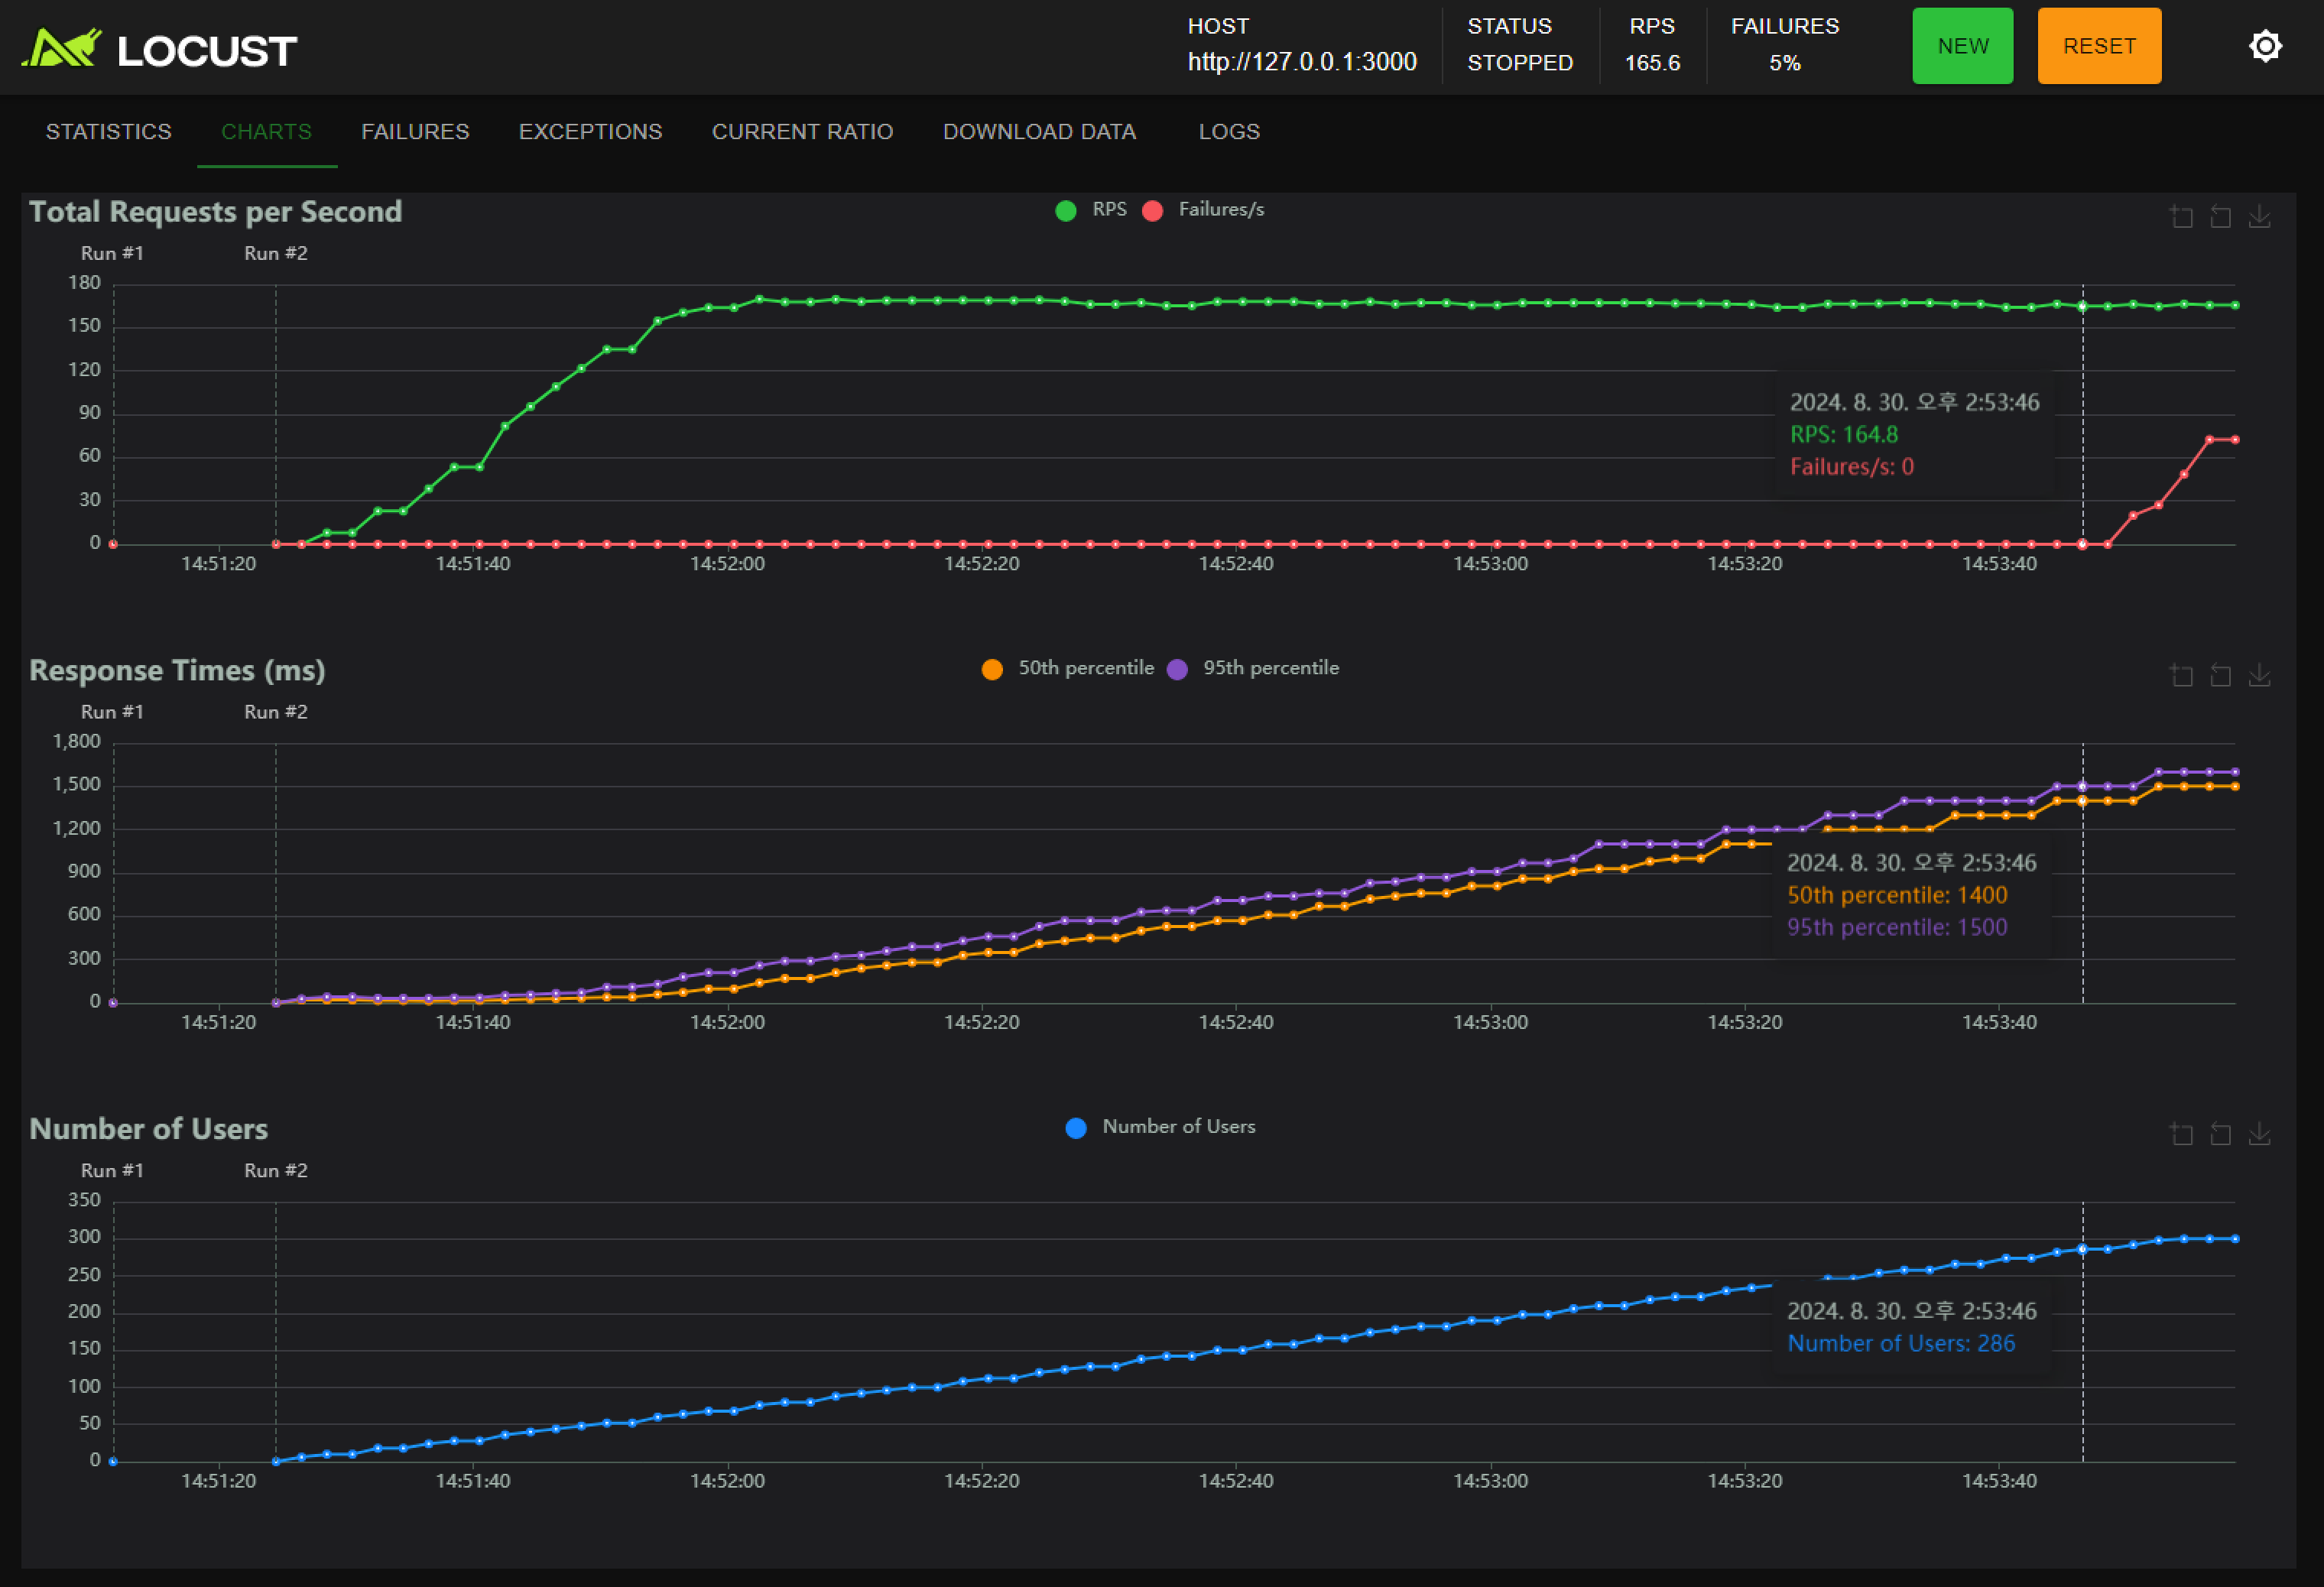 LOCUST
HOST
http://127.0.0.1:3000
STATUS
STOPPED
RPS
165.6
FAILURES
5%
NEW
RESET
STATISTICS
CHARTS
FAILURES
EXCEPTIONS
CURRENT RATIO
DOWNLOAD DATA
LOGS
Total Requests per Second
RPS
Failures/s
Run #1
Run #2
180
150
120
90
60
30
0
2024. 8. 30. 오후 2:53:46
RPS: 164.8
Failures/s: 0
14:51:20
14:51:40
14:52:00
14:52:20
14:52:40
14:53:00
14:53:20
14:53:40
Response Times (ms)
50th percentile
95th percentile
Run #1
Run #2
1,800
1,500
1,200
900
600
300
0
2024. 8. 30. 오후 2:53:46
50th percentile: 1400
95th percentile: 1500
14:51:20
14:51:40
14:52:00
14:52:20
14:52:40
14:53:00
14:53:20
14:53:40
Number of Users
Number of Users
Run #1
Run #2
350
300
250
200
150
100
50
0
2024. 8. 30. 오후 2:53:46
Number of Users: 286
14:51:20
14:51:40
14:52:00
14:52:20
14:52:40
14:53:00
14:53:20
14:53:40